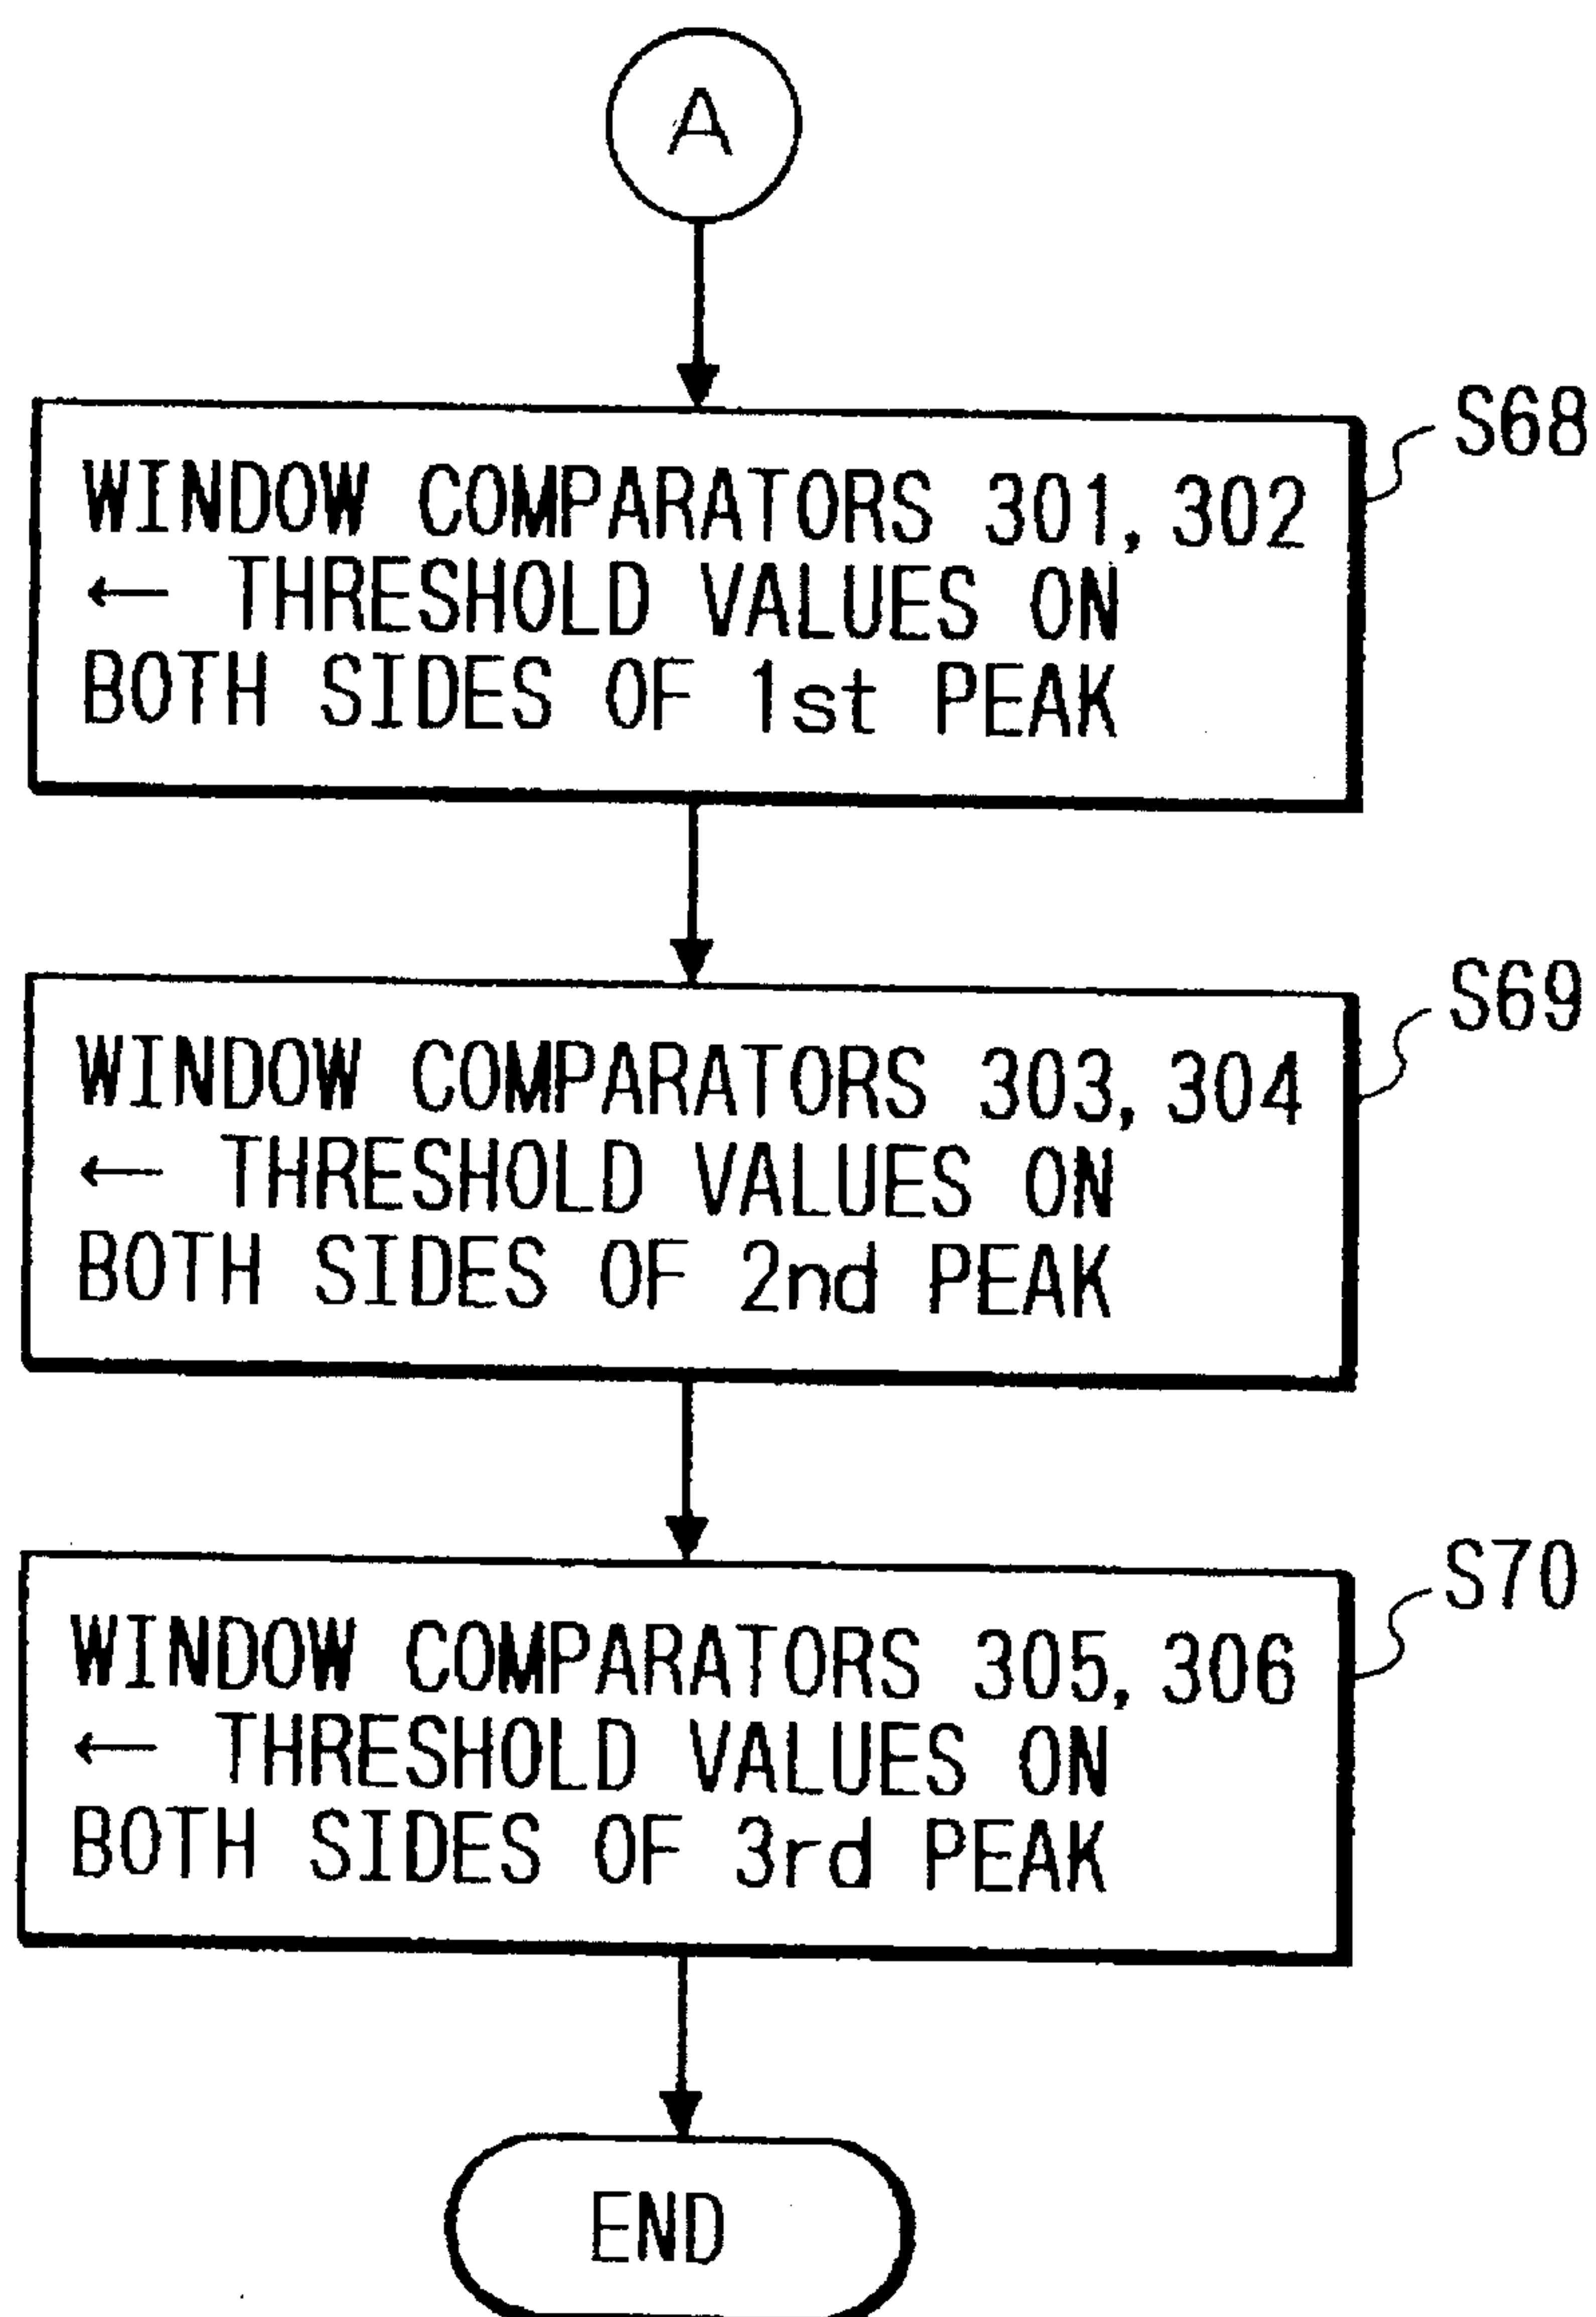 A
S68
WINDOW COMPARATORS 301, 302
← THRESHOLD VALUES ON
BOTH SIDES OF 1st PEAK
S69
WINDOW COMPARATORS 303, 304
← THRESHOLD VALUES ON
BOTH SIDES OF 2nd PEAK
S70
WINDOW COMPARATORS 305, 306
← THRESHOLD VALUES ON
BOTH SIDES OF 3rd PEAK
END